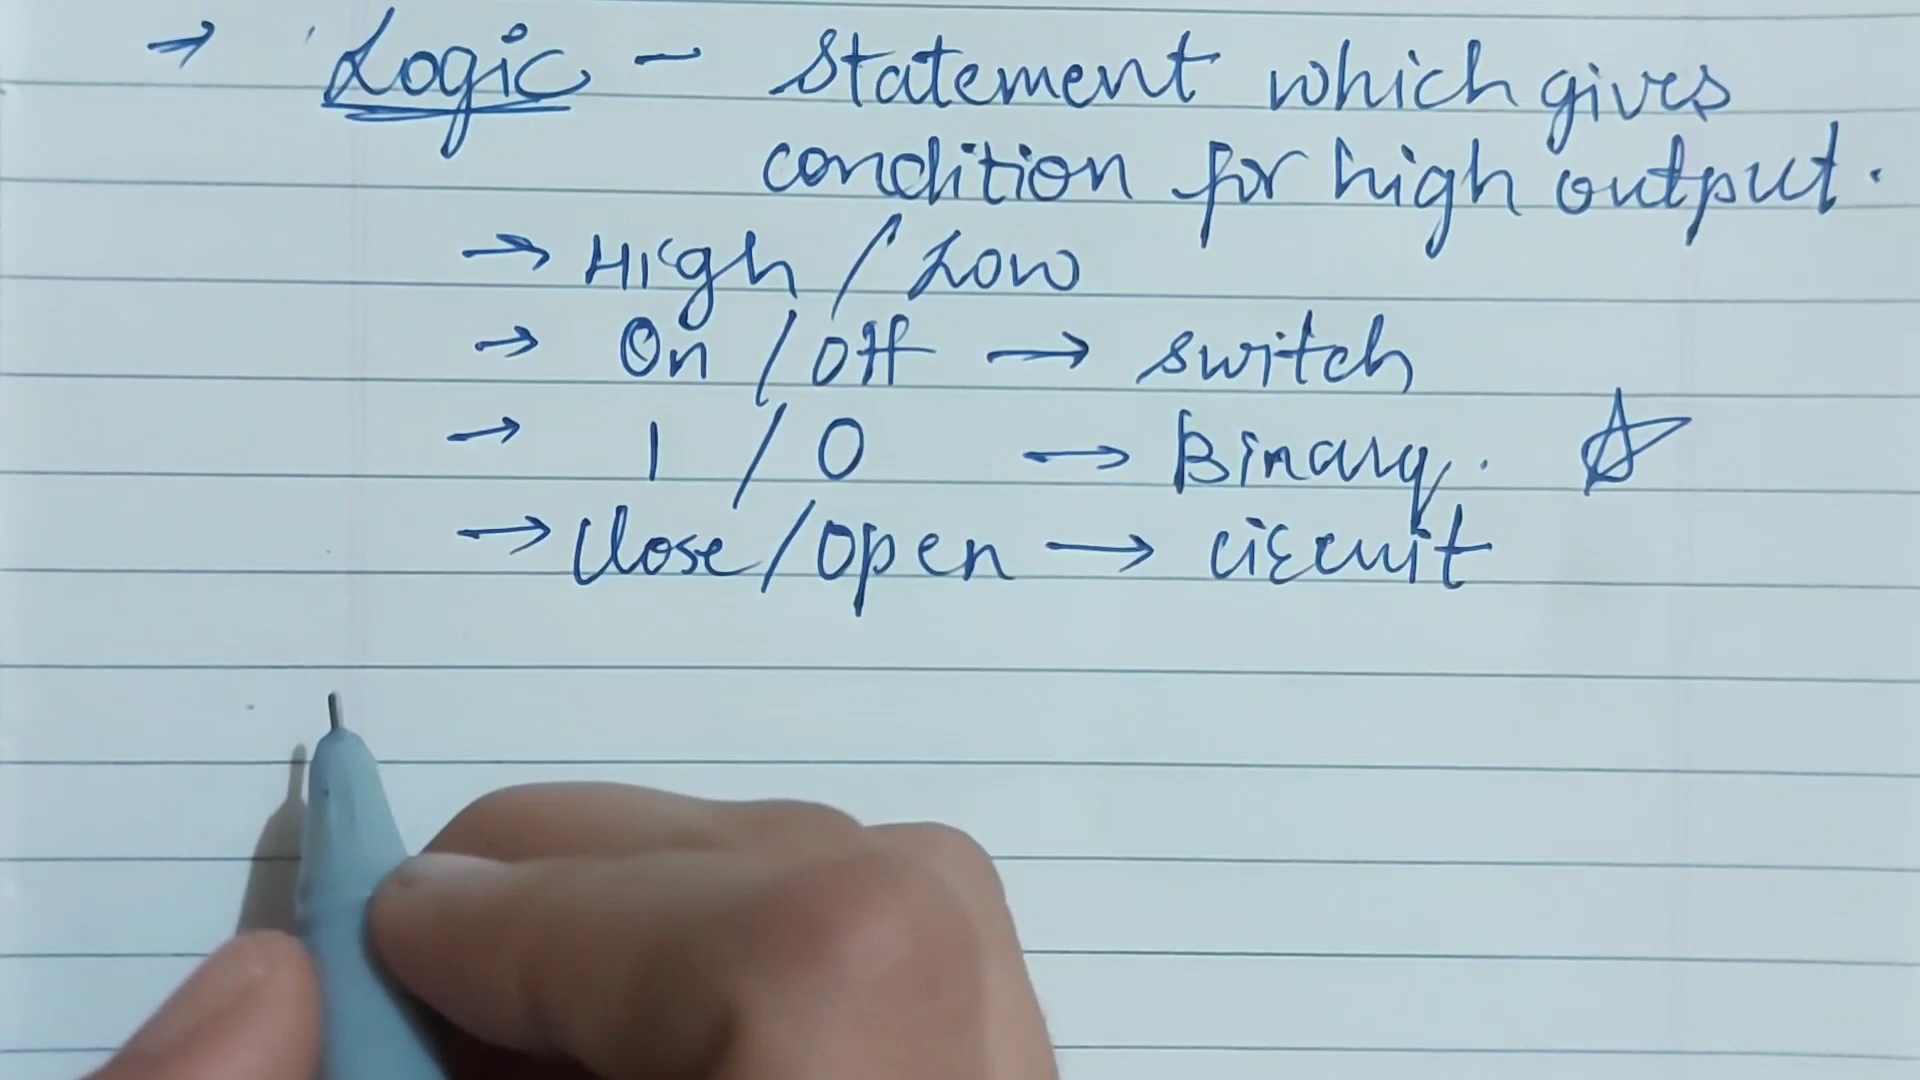 → Logic - Statement which gives
condition for high output.
→ High / Low
→ On / Off → switch
→ 1 / 0 → Binary. ☆
→ Close / Open → circuit